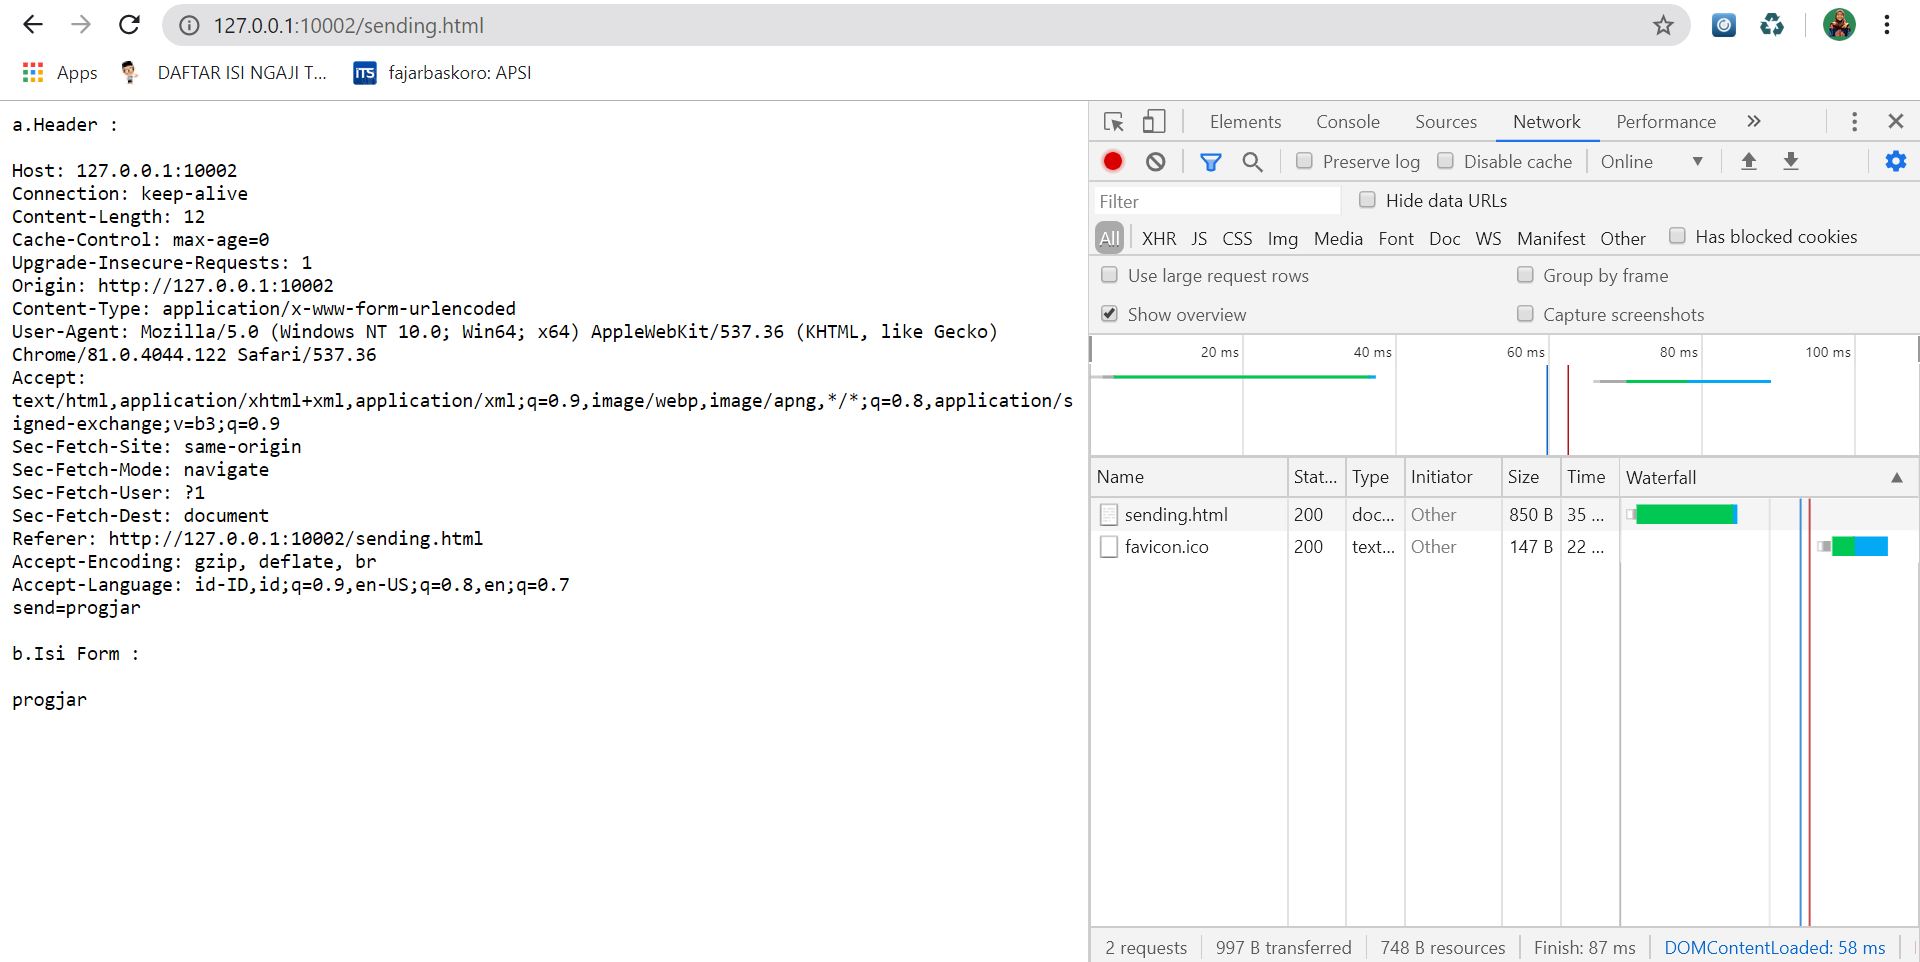 127.0.0.1:10002/sending.html
Apps DAFTAR ISI NGAJI T... iTS fajarbaskoro: APSI
a.Header :
Host: 127.0.0.1:10002
Connection: keep-alive
Content-Length: 12
Cache-Control: max-age=0
Upgrade-Insecure-Requests: 1
Origin: http://127.0.0.1:10002
Content-Type: application/x-www-form-urlencoded
User-Agent: Mozilla/5.0 (Windows NT 10.0; Win64; x64) AppleWebKit/537.36 (KHTML, like Gecko)
Chrome/81.0.4044.122 Safari/537.36
Accept:
text/html,application/xhtml+xml,application/xml;q=0.9,image/webp,image/apng,*/*;q=0.8,application/s
igned-exchange;v=b3;q=0.9
Sec-Fetch-Site: same-origin
Sec-Fetch-Mode: navigate
Sec-Fetch-User: ?1
Sec-Fetch-Dest: document
Referer: http://127.0.0.1:10002/sending.html
Accept-Encoding: gzip, deflate, br
Accept-Language: id-ID,id;q=0.9,en-US;q=0.8,en;q=0.7
send=progjar
b.Isi Form :
progjar
Elements Console Sources Network Performance
Preserve log Disable cache Online
Filter Hide data URLs
All XHR JS CSS Img Media Font Doc WS Manifest Other Has blocked cookies
Use large request rows Group by frame
Show overview Capture screenshots
20 ms 40 ms 60 ms 80 ms 100 ms
Name Stat... Type Initiator Size Time Waterfall
sending.html 200 doc... Other 850 B 35 ...
favicon.ico 200 text... Other 147 B 22 ...
2 requests 997 B transferred 748 B resources Finish: 87 ms DOMContentLoaded: 58 ms